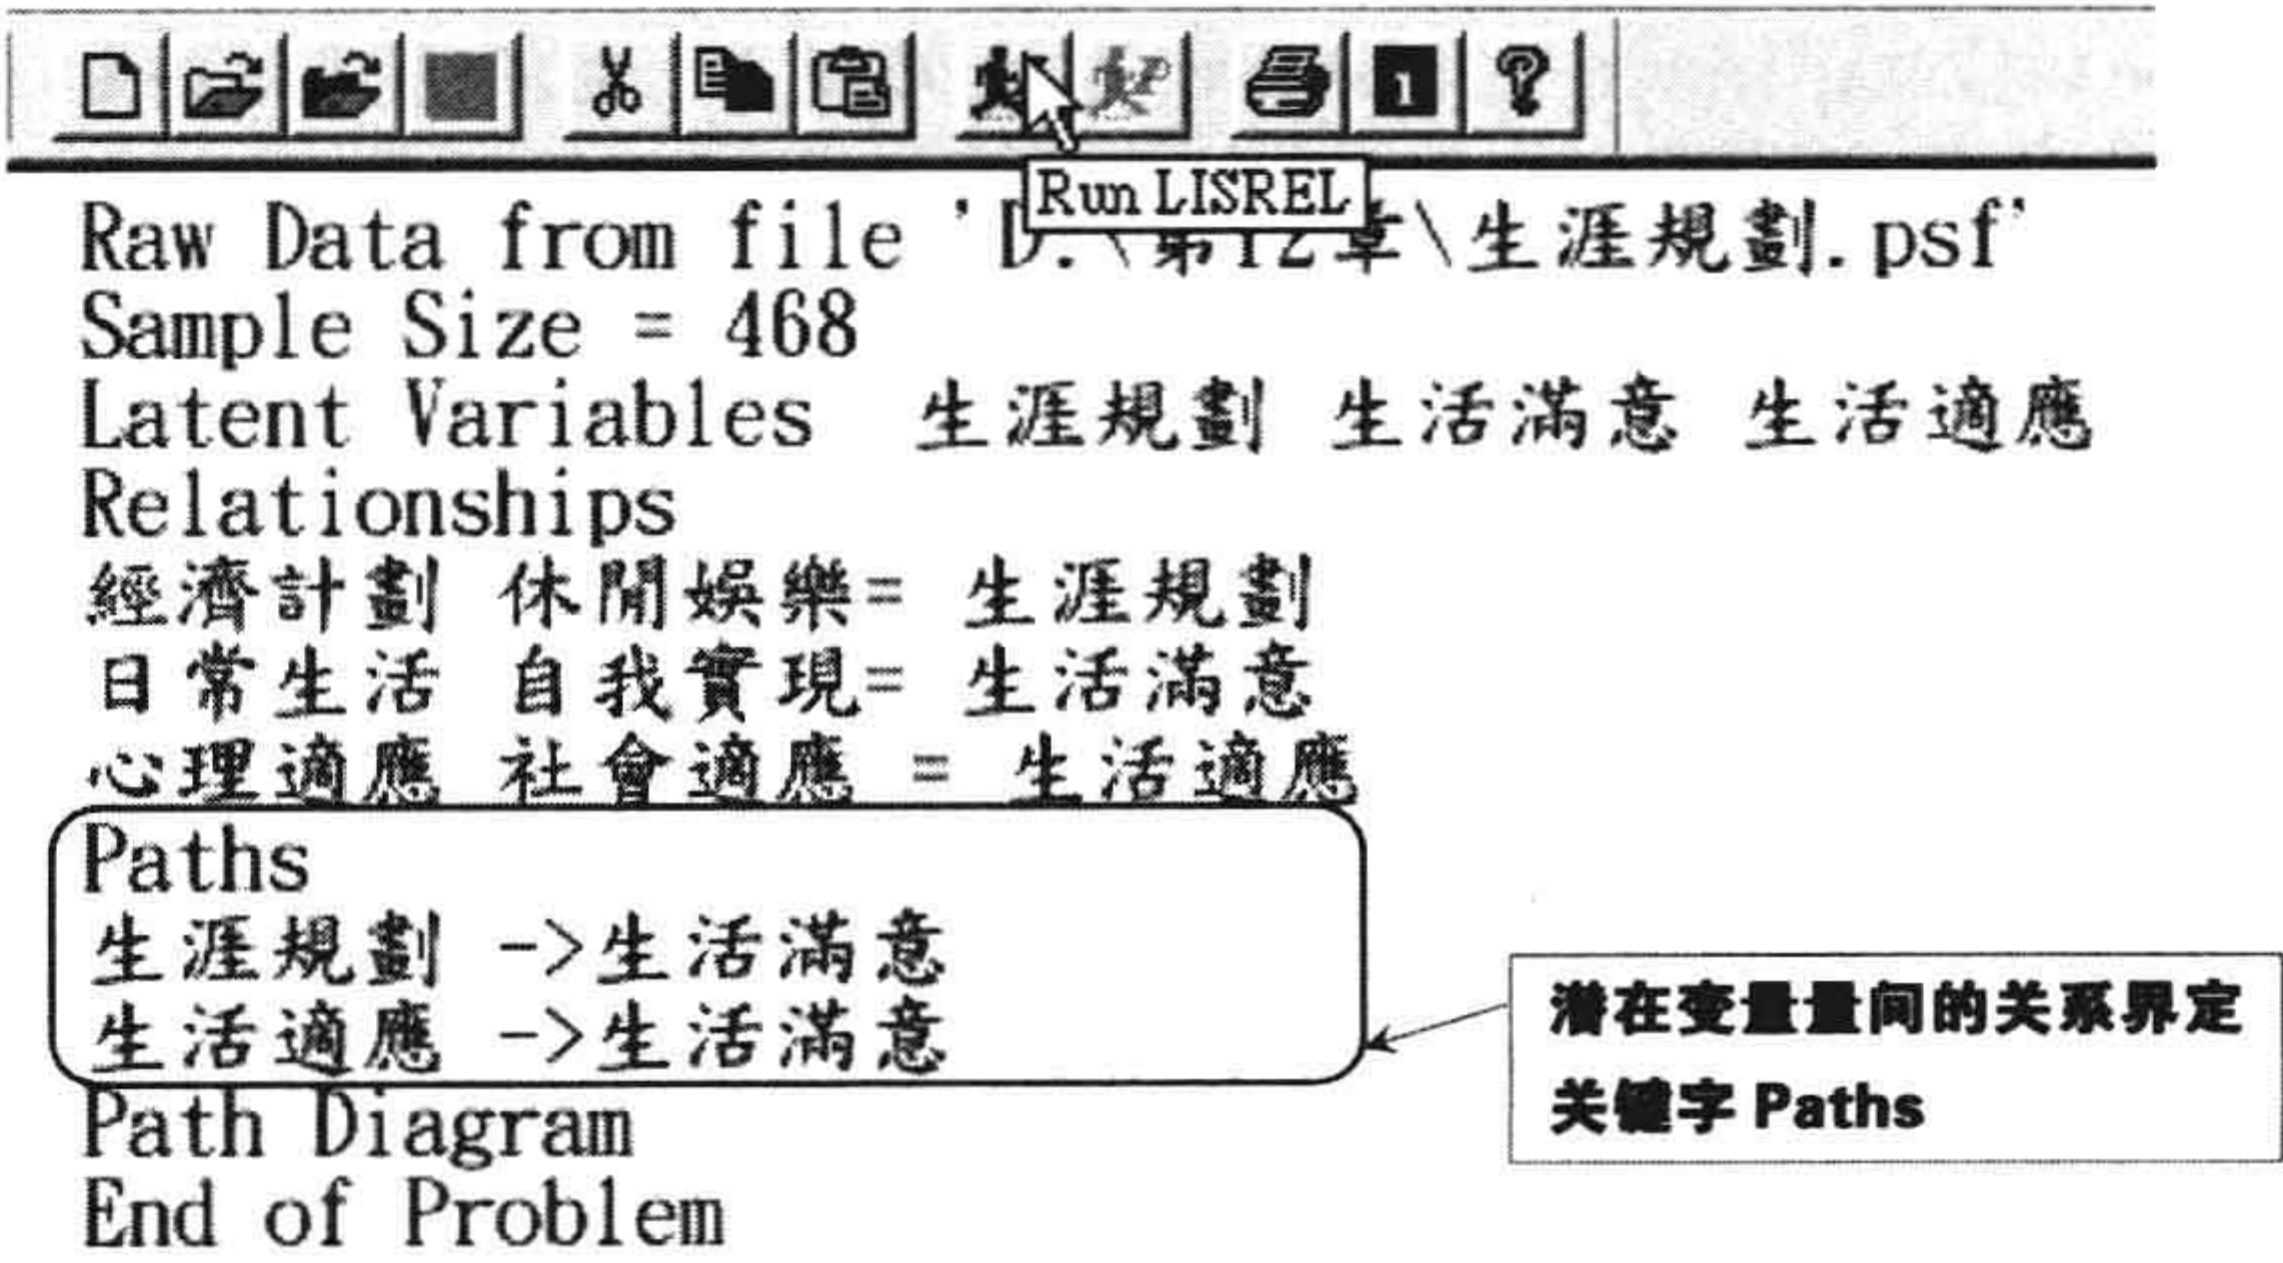 Run LISREL
Raw Data from file 'D:\第12章\生涯規劃.psf'
Sample Size = 468
Latent Variables 生涯規劃 生活滿意 生活適應
Relationships
經濟計劃 休閒娛樂= 生涯規劃
日常生活 自我實現= 生活滿意
心理適應 社會適應 = 生活適應
Paths
生涯規劃 ->生活滿意
生活適應 ->生活滿意
潜在变量量间的关系界定
关键字 Paths
Path Diagram
End of Problem